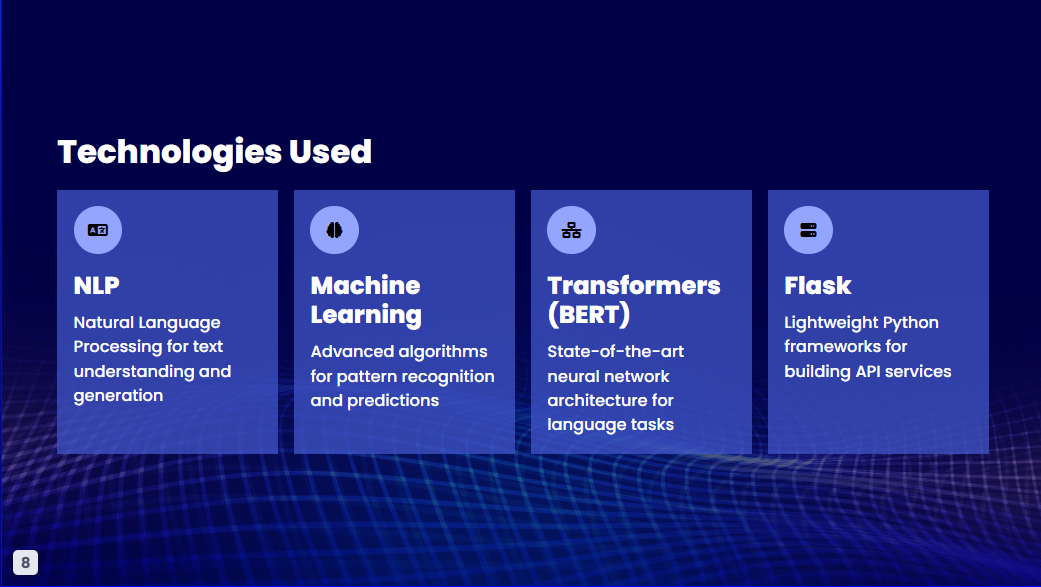 Technologies Used
NLP
Natural Language
Processing for text
understanding and
generation
Machine
Learning
Advanced algorithms
for pattern recognition
and predictions
Transformers
(BERT)
State-of-the-art
neural network
architecture for
language tasks
Flask
Lightweight Python
frameworks for
building API services
8